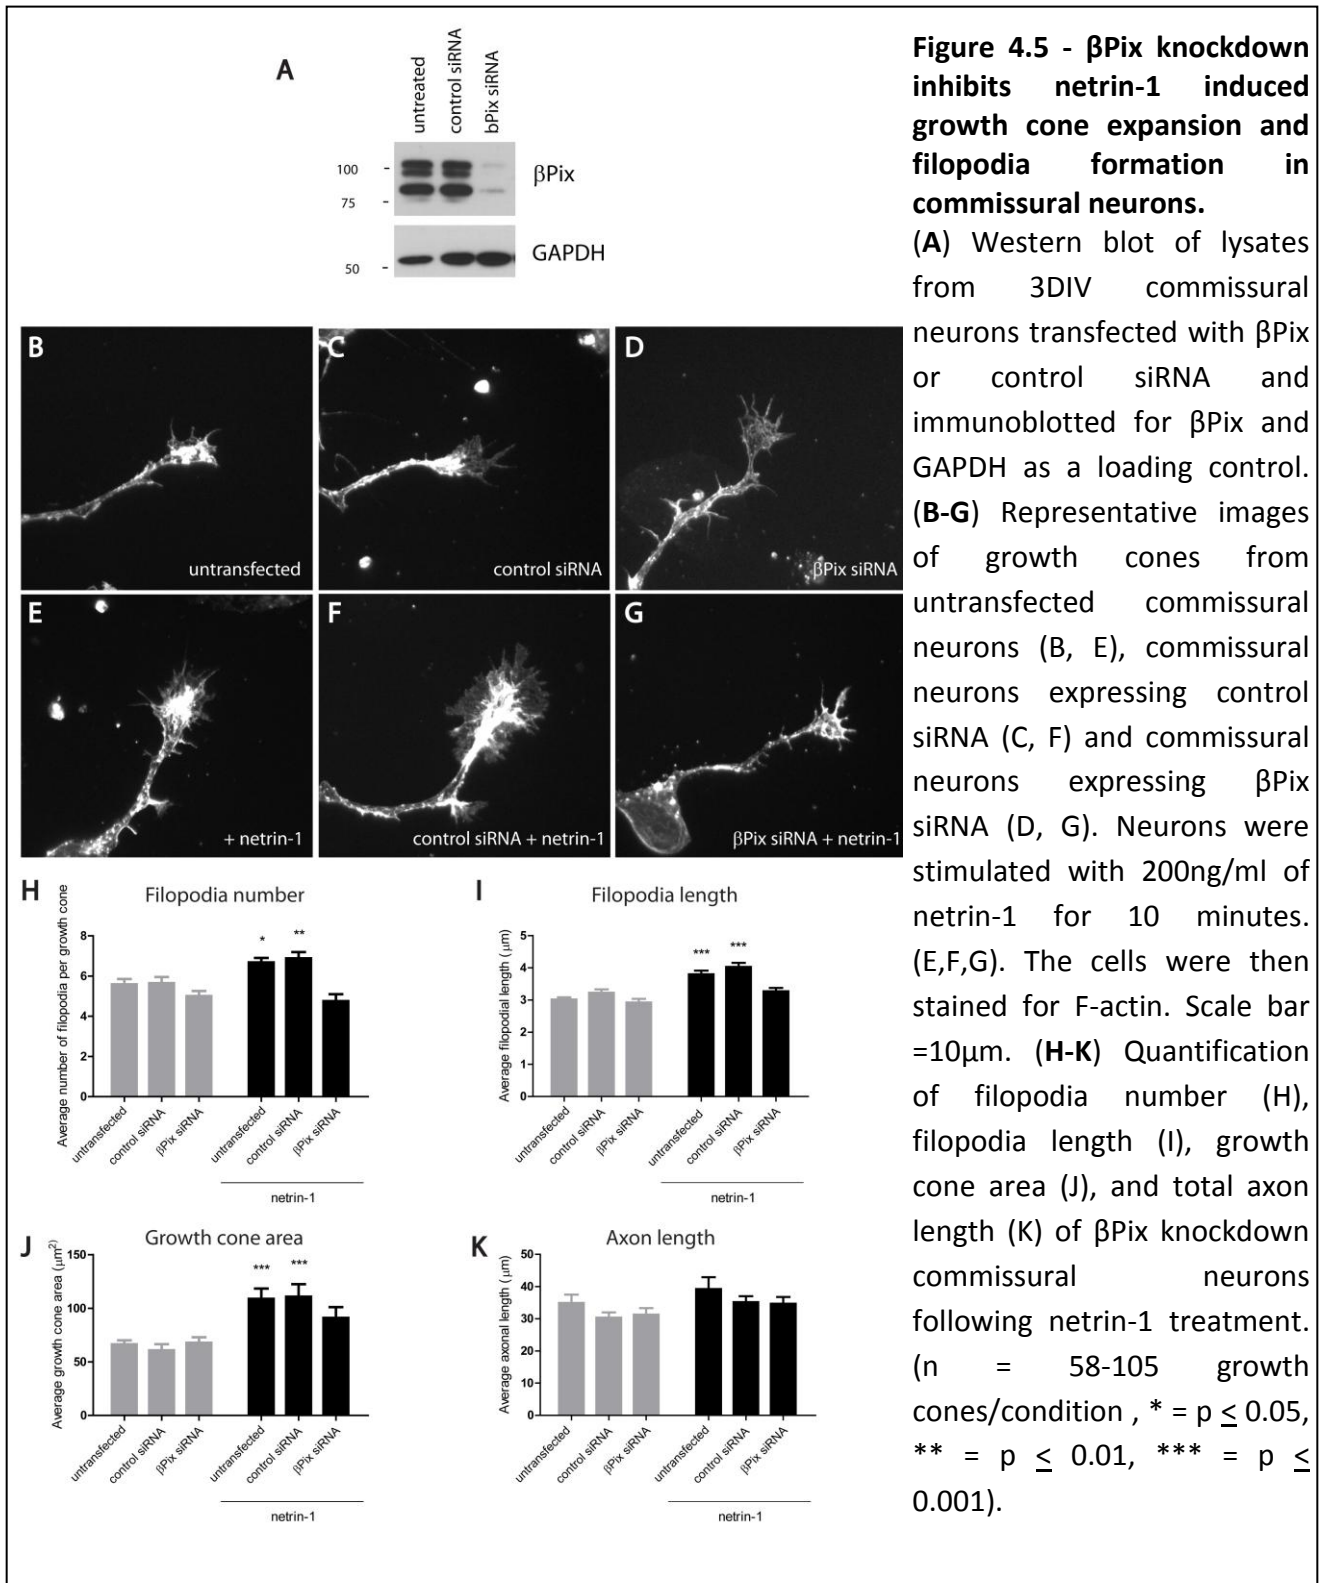 A
untreated
control siRNA
bPix siRNA
100 -
75 -
βPix
50 -
GAPDH
B
untransfected
C
control siRNA
D
βPix siRNA
E
+ netrin-1
F
control siRNA + netrin-1
G
βPix siRNA + netrin-1
H
Filopodia number
Average number of filopodia per growth cone
8
6
4
2
0
* **
untransfected
control siRNA
βPix siRNA
untransfected
control siRNA
βPix siRNA
netrin-1
I
Filopodia length
Average filopodial length (μm)
5
4
3
2
1
0
*** ***
untransfected
control siRNA
βPix siRNA
untransfected
control siRNA
βPix siRNA
netrin-1
J
Growth cone area
Average growth cone area (μm²)
150
100
50
0
*** ***
untransfected
control siRNA
βPix siRNA
untransfected
control siRNA
βPix siRNA
netrin-1
K
Axon length
Average axonal length (μm)
50
40
30
20
10
0
untransfected
control siRNA
βPix siRNA
untransfected
control siRNA
βPix siRNA
netrin-1
Figure 4.5 - βPix knockdown
inhibits netrin-1 induced
growth cone expansion and
filopodia formation in
commissural neurons.
(A) Western blot of lysates
from 3DIV commissural
neurons transfected with βPix
or control siRNA and
immunoblotted for βPix and
GAPDH as a loading control.
(B-G) Representative images
of growth cones from
untransfected commissural
neurons (B, E), commissural
neurons expressing control
siRNA (C, F) and commissural
neurons expressing βPix
siRNA (D, G). Neurons were
stimulated with 200ng/ml of
netrin-1 for 10 minutes.
(E,F,G). The cells were then
stained for F-actin. Scale bar
=10μm. (H-K) Quantification
of filopodia number (H),
filopodia length (I), growth
cone area (J), and total axon
length (K) of βPix knockdown
commissural neurons
following netrin-1 treatment.
(n = 58-105 growth
cones/condition , * = p ≤ 0.05,
** = p ≤ 0.01, *** = p ≤
0.001).